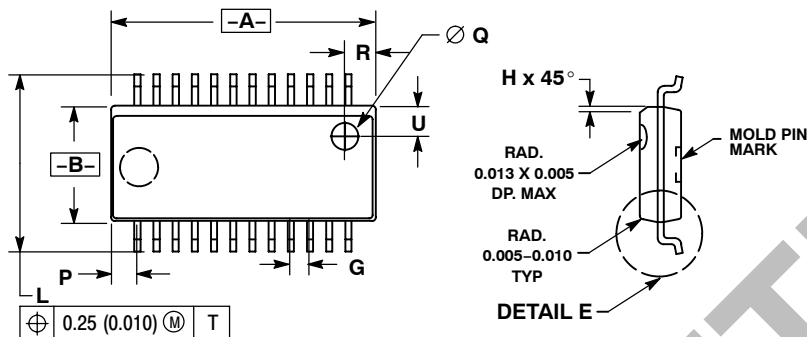 –A–
R
Ø Q
U
–B–
P
G
L
⌖ 0.25 (0.010) Ⓜ T
H x 45°
RAD.
0.013 X 0.005
DP. MAX
MOLD PIN
MARK
RAD.
0.005–0.010
TYP
DETAIL E